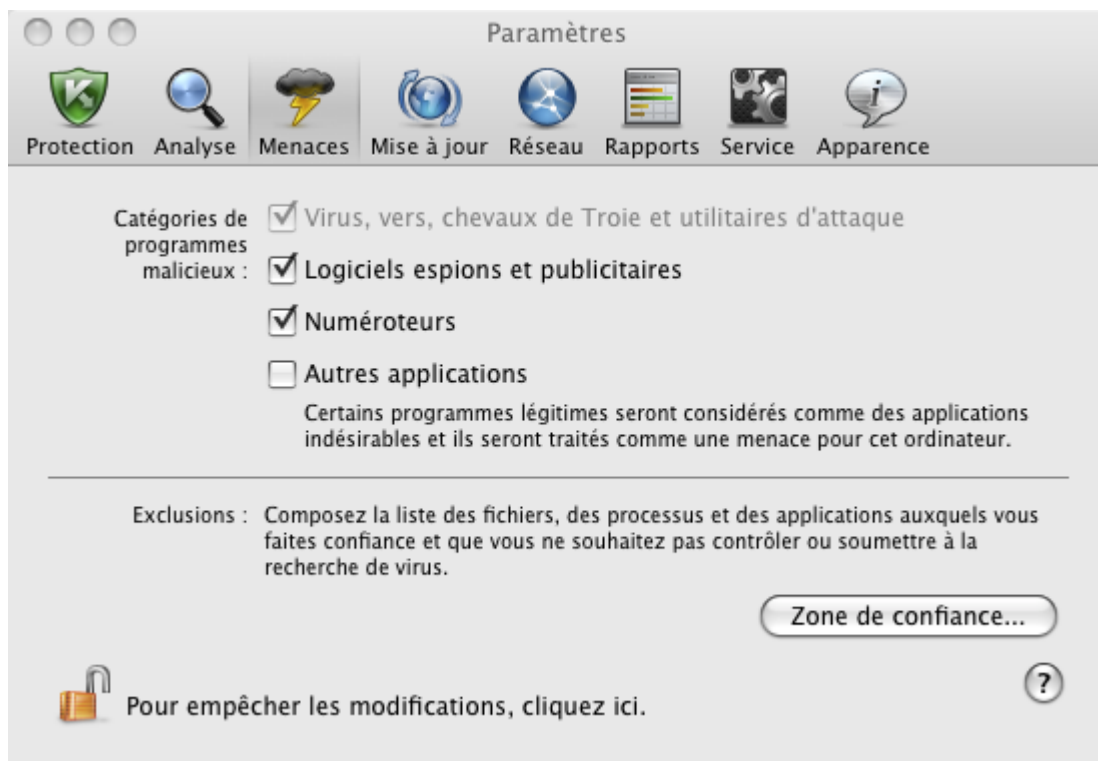 Paramètres
Protection Analyse Menaces Mise à jour Réseau Rapports Service Apparence
Catégories de programmes malicieux :
Virus, vers, chevaux de Troie et utilitaires d'attaque
Logiciels espions et publicitaires
Numéroteurs
Autres applications
Certains programmes légitimes seront considérés comme des applications
indésirables et ils seront traités comme une menace pour cet ordinateur.
Exclusions :
Composez la liste des fichiers, des processus et des applications auxquels vous
faites confiance et que vous ne souhaitez pas contrôler ou soumettre à la
recherche de virus.
Zone de confiance...
?
Pour empêcher les modifications, cliquez ici.